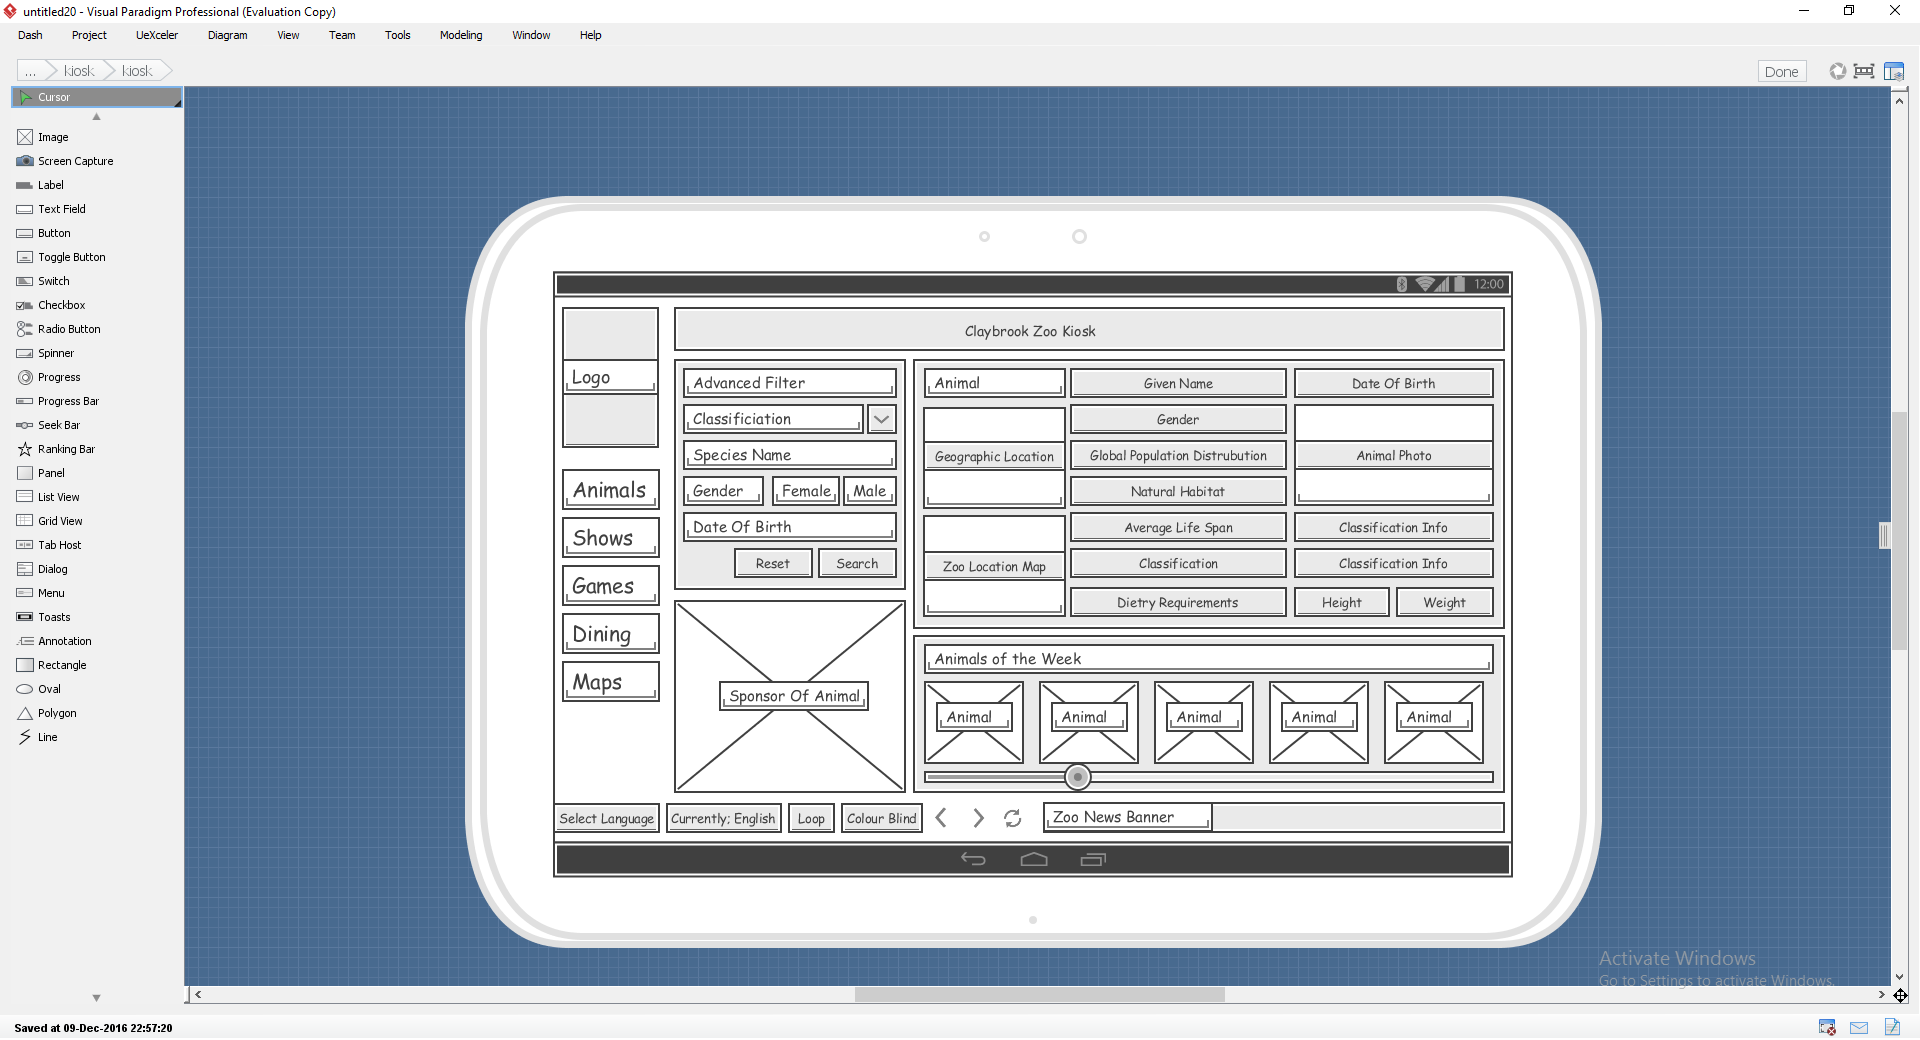 untitled20 - Visual Paradigm Professional (Evaluation Copy)
Dash Project UeXceler Diagram View Team Tools Modeling Window Help
... kiosk kiosk
Done
Cursor
Image
Screen Capture
Label
Text Field
Button
Toggle Button
Switch
Checkbox
Radio Button
Spinner
Progress
Progress Bar
Seek Bar
Ranking Bar
Panel
List View
Grid View
Tab Host
Dialog
Menu
Toasts
Annotation
Rectangle
Oval
Polygon
Line
12:00
Claybrook Zoo Kiosk
Logo
Animals
Shows
Games
Dining
Maps
Advanced Filter
Classificiation
Species Name
Gender Female Male
Date Of Birth
Reset Search
Sponsor Of Animal
Animal Given Name Date Of Birth
Gender
Geographic Location Global Population Distrubution Animal Photo
Natural Habitat
Average Life Span Classification Info
Zoo Location Map Classification Classification Info
Dietry Requirements Height Weight
Animals of the Week
Animal Animal Animal Animal Animal
Select Language Currently; English Loop Colour Blind Zoo News Banner
Activate Windows
Go to Settings to activate Windows.
Saved at 09-Dec-2016 22:57:20